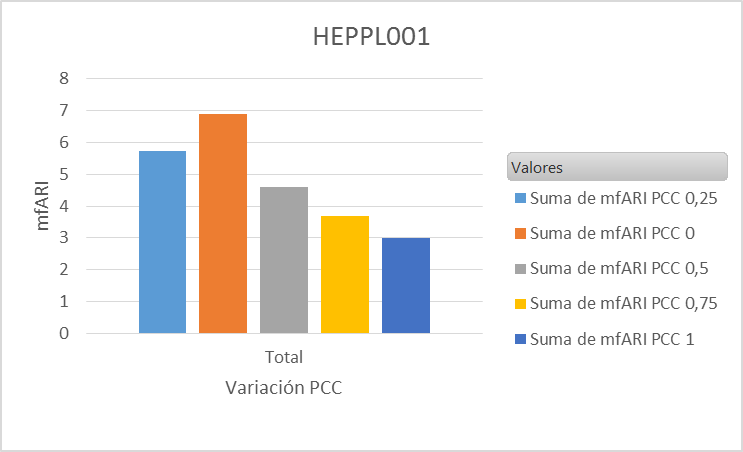 HEPPL001
8
7
6
5
4
3
2
1
0
mfARI
Total
Variación PCC
Valores
Suma de mfARI PCC 0,25
Suma de mfARI PCC 0
Suma de mfARI PCC 0,5
Suma de mfARI PCC 0,75
Suma de mfARI PCC 1